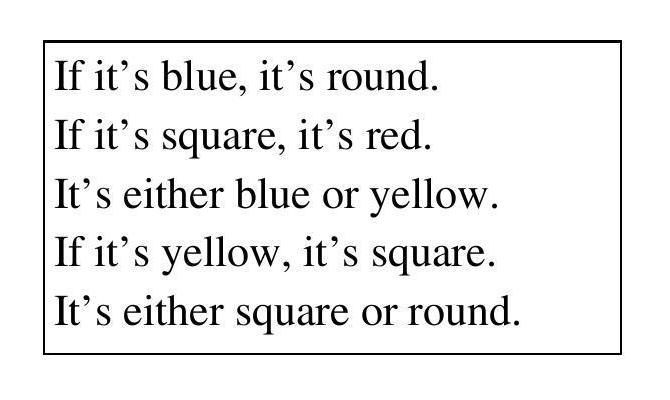 If it’s blue, it’s round.
If it’s square, it’s red.
It’s either blue or yellow.
If it’s yellow, it’s square.
It’s either square or round.